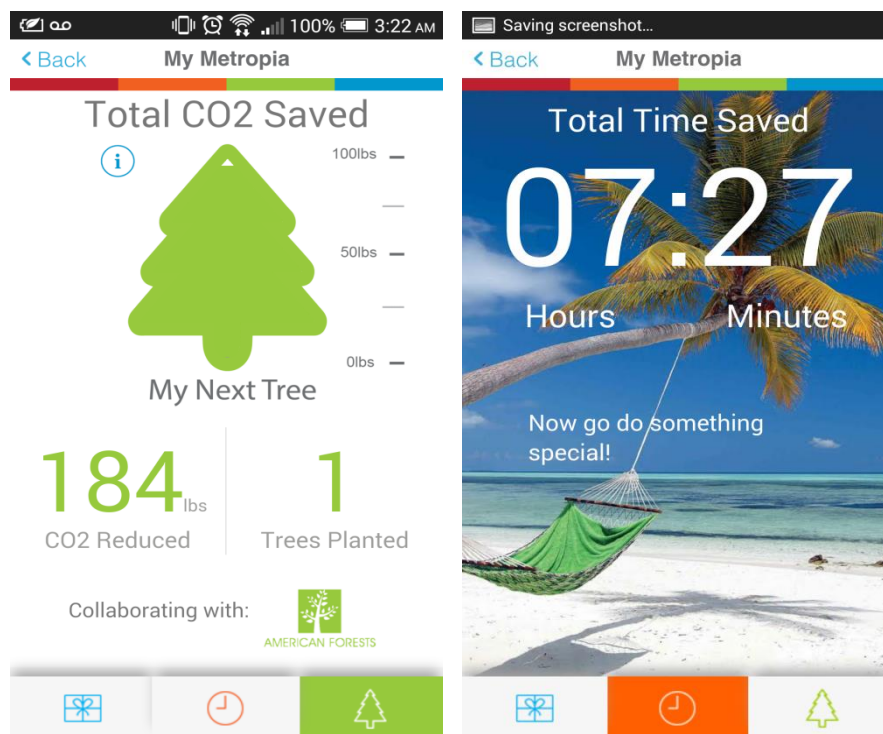 100% 3:22 AM
Back My Metropia
Total CO2 Saved
i
100lbs
50lbs
0lbs
My Next Tree
184 lbs
CO2 Reduced
1
Trees Planted
Collaborating with:
AMERICAN FORESTS
Saving screenshot...
Back My Metropia
Total Time Saved
07:27
Hours Minutes
Now go do something
special!